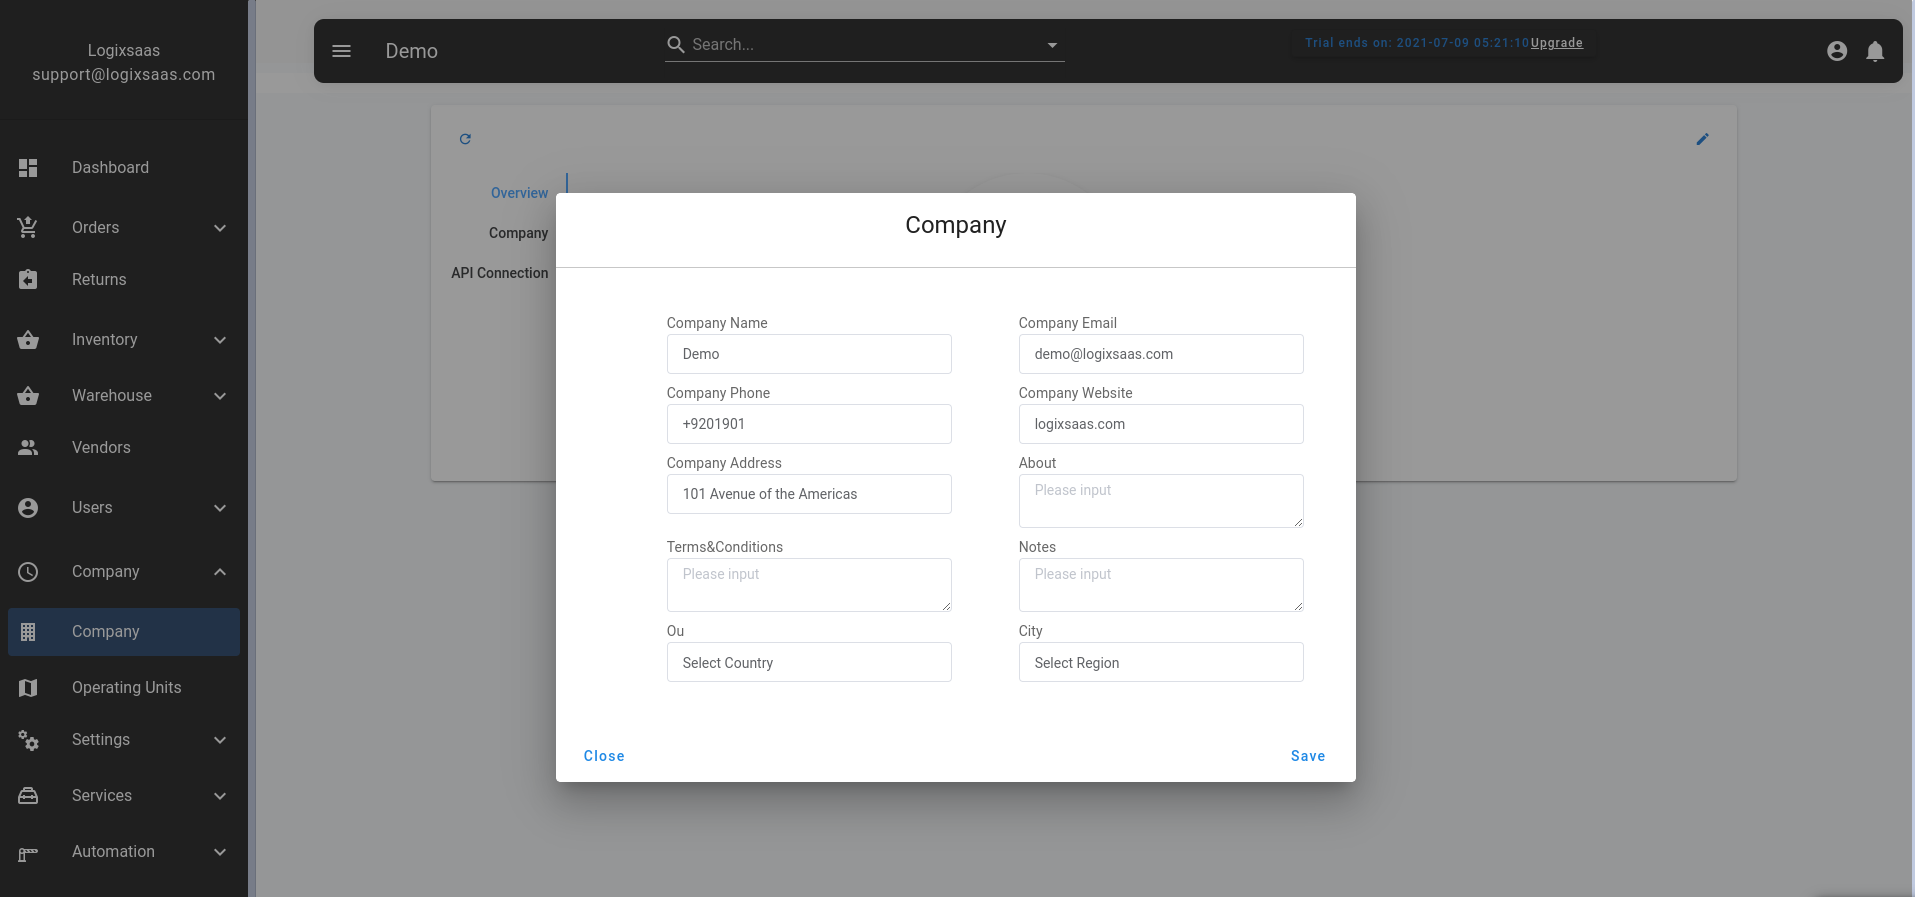 Logixsaas
support@logixsaas.com
Dashboard
Orders
Returns
Inventory
Warehouse
Vendors
Users
Company
Company
Operating Units
Settings
Services
Automation
Demo
Search...
Trial ends on: 2021-07-09 05:21:10 Upgrade
Overview
Company
API Connection
Company
Company Name
Demo
Company Email
demo@logixsaas.com
Company Phone
+9201901
Company Website
logixsaas.com
Company Address
101 Avenue of the Americas
About
Please input
Terms&Conditions
Please input
Notes
Please input
Ou
Select Country
City
Select Region
Close
Save